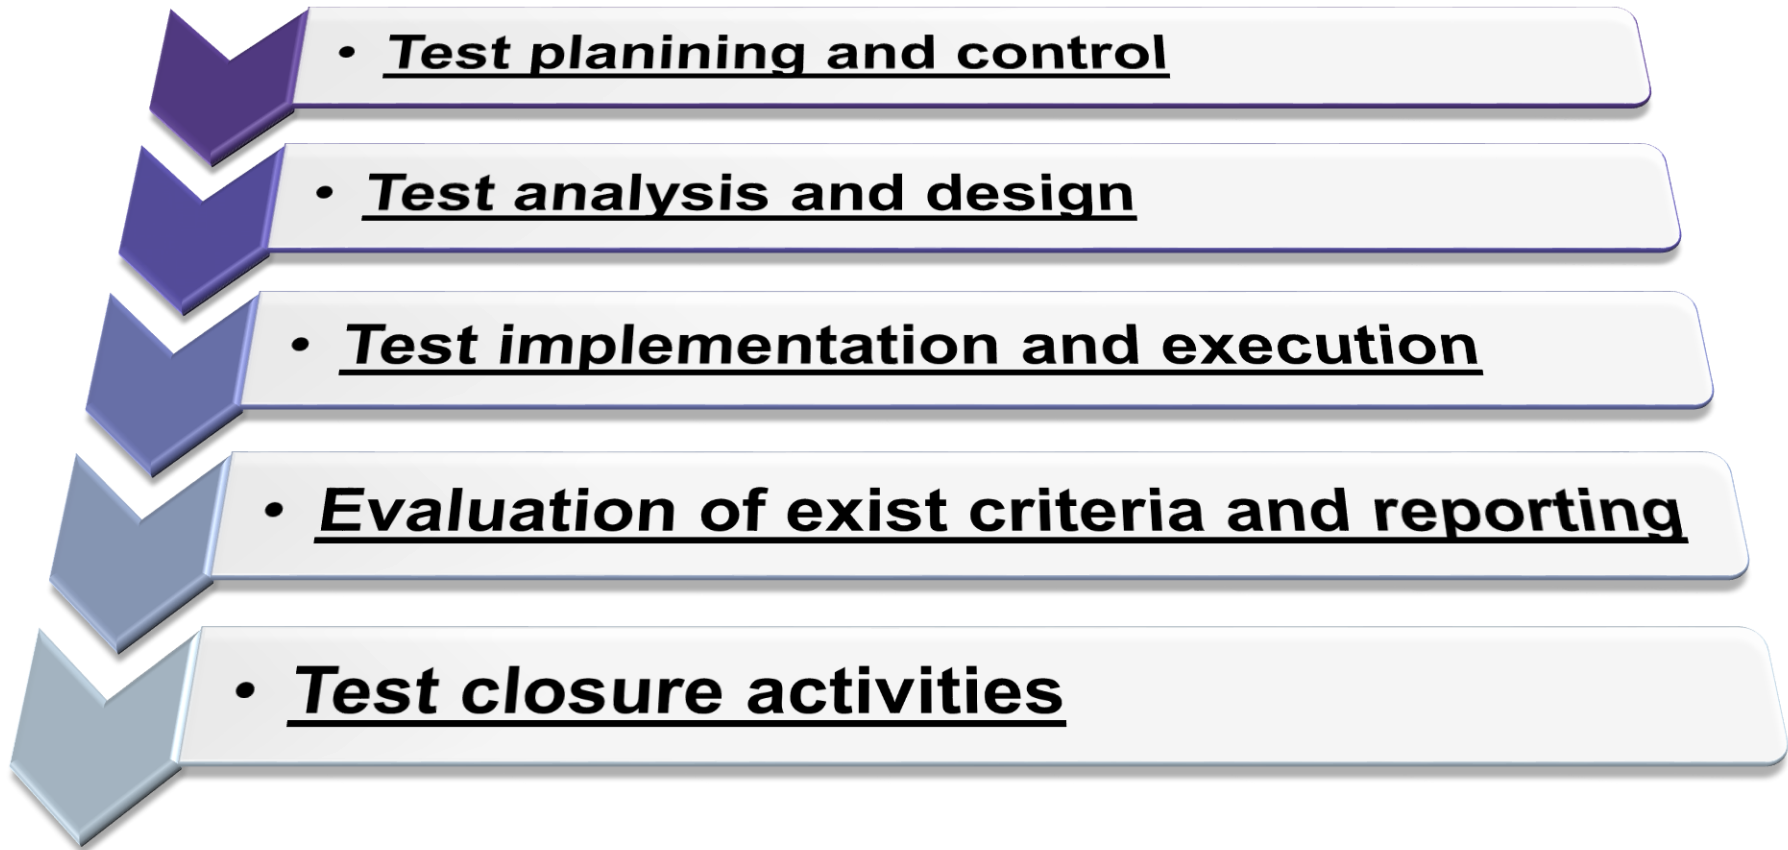 • Test planining and control
• Test analysis and design
• Test implementation and execution
• Evaluation of exist criteria and reporting
• Test closure activities